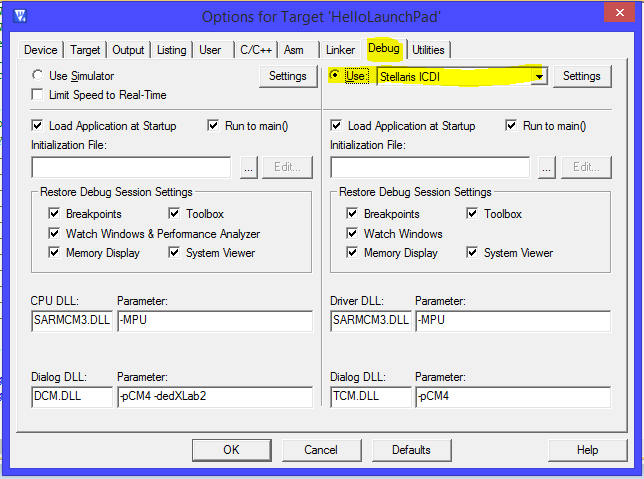 Options for Target 'HelloLaunchPad'
Device Target Output Listing User C/C++ Asm Linker Debug Utilities
Use Simulator Settings Use: Stellaris ICDI Settings
Limit Speed to Real-Time
Load Application at Startup Run to main() Load Application at Startup Run to main()
Initialization File: Initialization File:
... Edit... ... Edit...
Restore Debug Session Settings Restore Debug Session Settings
Breakpoints Toolbox Breakpoints Toolbox
Watch Windows & Performance Analyzer Watch Windows
Memory Display System Viewer Memory Display System Viewer
CPU DLL: Parameter: Driver DLL: Parameter:
SARMCM3.DLL -MPU SARMCM3.DLL -MPU
Dialog DLL: Parameter: Dialog DLL: Parameter:
DCM.DLL -pCM4 -dedXLab2 TCM.DLL -pCM4
OK Cancel Defaults Help